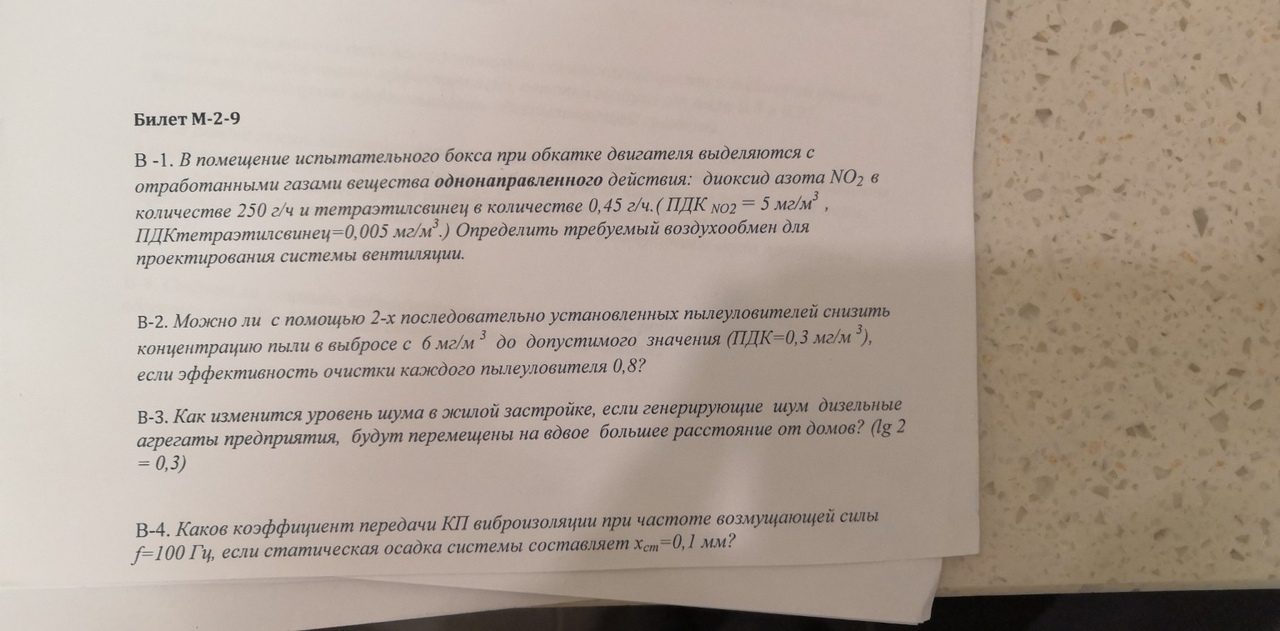 Билет М-2-9
В -1. В помещение испытательного бокса при обкатке двигателя выделяются с
отработанными газами вещества однонаправленного действия: диоксид азота NO2 в
количестве 250 г/ч и тетраэтилсвинец в количестве 0,45 г/ч.( ПДК NO2 = 5 мг/м3 ,
ПДКтетраэтилсвинец=0,005 мг/м3.) Определить требуемый воздухообмен для
проектирования системы вентиляции.
В-2. Можно ли с помощью 2-х последовательно установленных пылеуловителей снизить
концентрацию пыли в выбросе с 6 мг/м 3 до допустимого значения (ПДК=0,3 мг/м 3),
если эффективность очистки каждого пылеуловителя 0,8?
В-3. Как изменится уровень шума в жилой застройке, если генерирующие шум дизельные
агрегаты предприятия, будут перемещены на вдвое большее расстояние от домов? (lg 2
= 0,3)
В-4. Каков коэффициент передачи КП виброизоляции при частоте возмущающей силы
f=100 Гц, если статическая осадка системы составляет xст=0,1 мм?